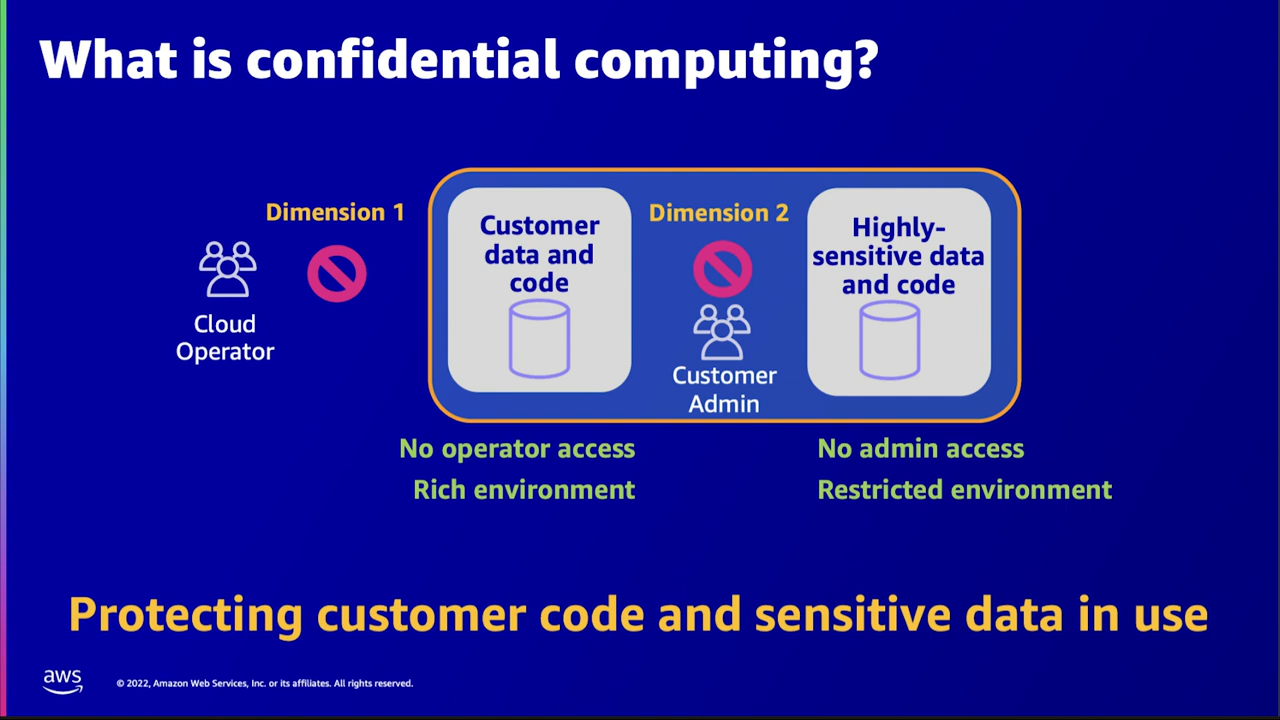 What is confidential computing?
Dimension 1
Cloud
Operator
Customer
data and
code
Dimension 2
Customer
Admin
Highly-
sensitive data
and code
No operator access
Rich environment
No admin access
Restricted environment
Protecting customer code and sensitive data in use
aws
© 2022, Amazon Web Services, Inc. or its affiliates. All rights reserved.